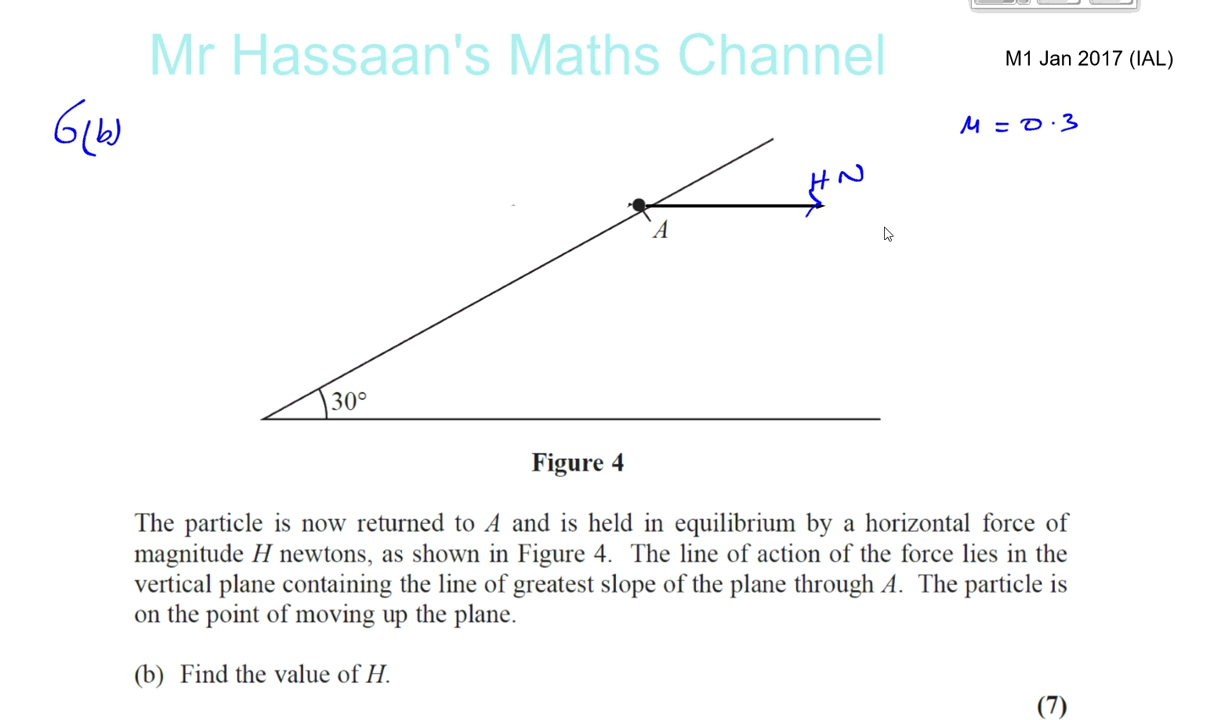 Mr Hassaan's Maths Channel
M1 Jan 2017 (IAL)
6(b)
μ = 0.3
H N
A
30°
Figure 4
The particle is now returned to A and is held in equilibrium by a horizontal force of
magnitude H newtons, as shown in Figure 4. The line of action of the force lies in the
vertical plane containing the line of greatest slope of the plane through A. The particle is
on the point of moving up the plane.
(b) Find the value of H.
(7)